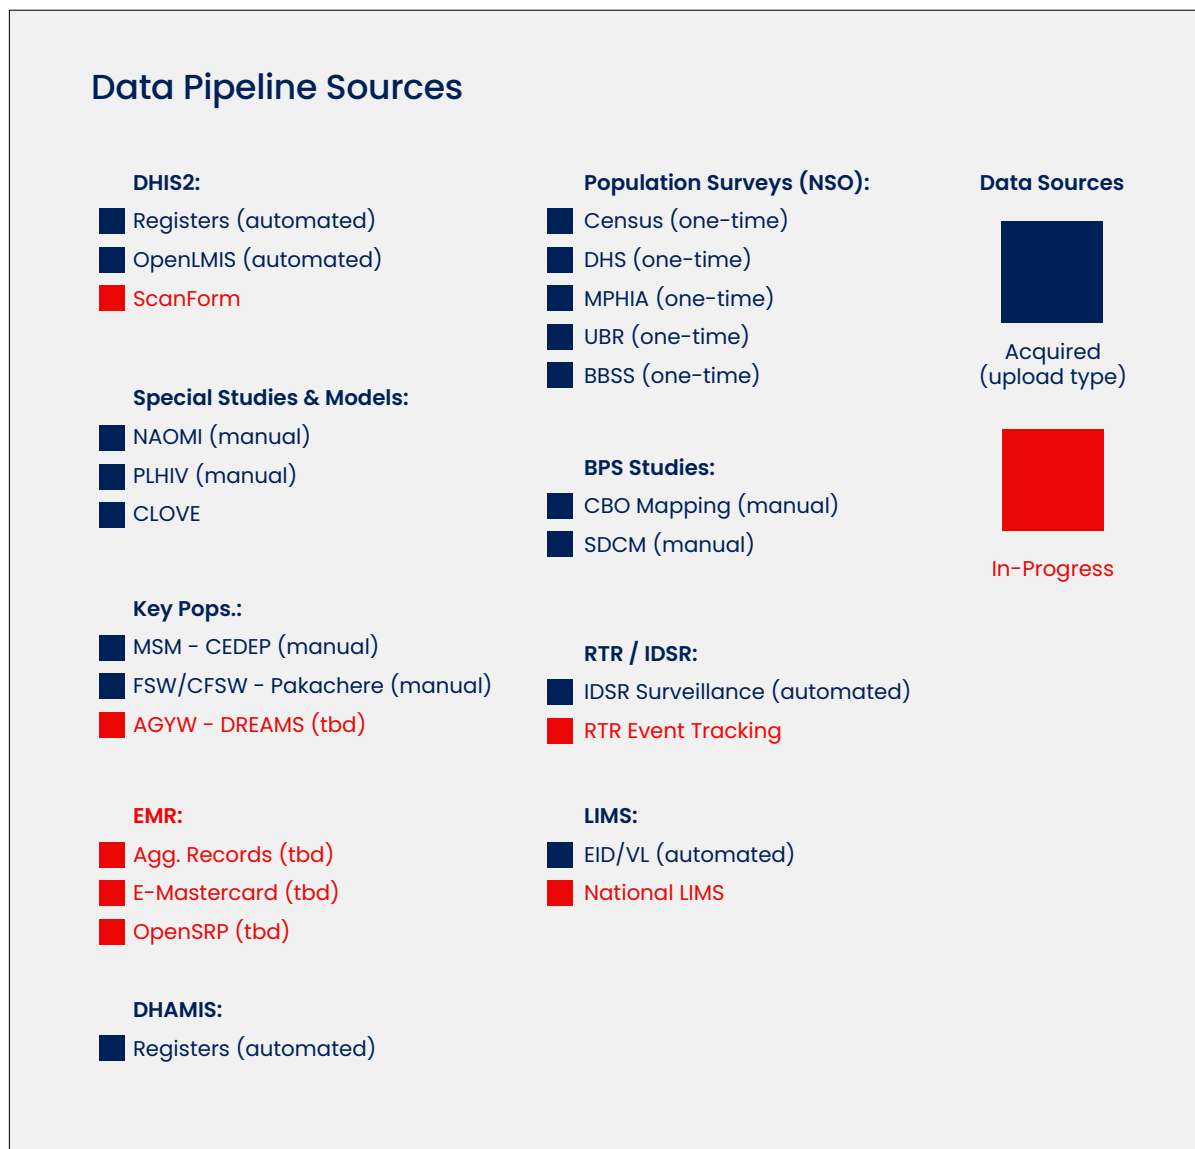 Data Pipeline Sources
DHIS2:
Registers (automated)
OpenLMIS (automated)
ScanForm
Special Studies & Models:
NAOMI (manual)
PLHIV (manual)
CLOVE
Key Pops.:
MSM - CEDEP (manual)
FSW/CFSW - Pakachere (manual)
AGYW - DREAMS (tbd)
EMR:
Agg. Records (tbd)
E-Mastercard (tbd)
OpenSRP (tbd)
DHAMIS:
Registers (automated)
Population Surveys (NSO):
Census (one-time)
DHS (one-time)
MPHIA (one-time)
UBR (one-time)
BBSS (one-time)
BPS Studies:
CBO Mapping (manual)
SDCM (manual)
RTR / IDSR:
IDSR Surveillance (automated)
RTR Event Tracking
LIMS:
EID/VL (automated)
National LIMS
Data Sources
Acquired
(upload type)
In-Progress